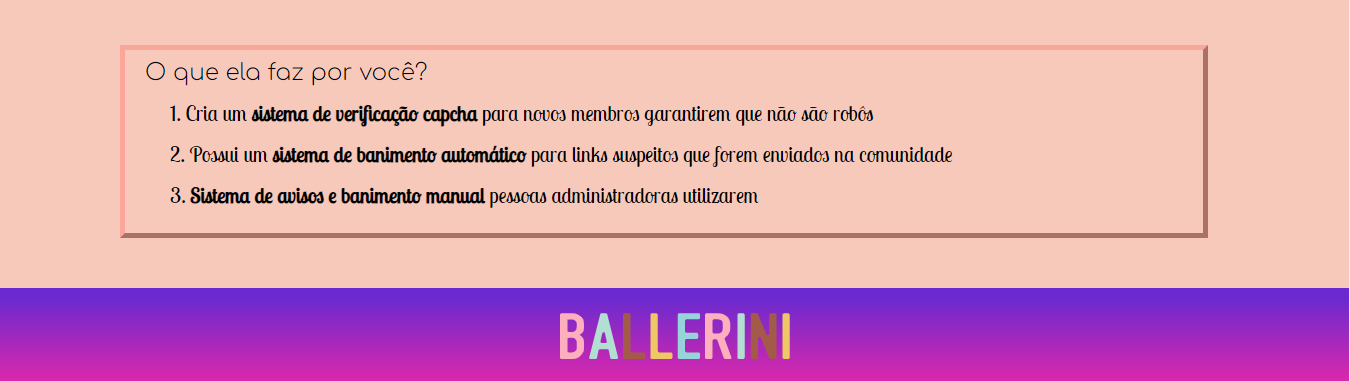 O que ela faz por você?
1. Cria um sistema de verificação capcha para novos membros garantirem que não são robôs
2. Possui um sistema de banimento automático para links suspeitos que forem enviados na comunidade
3. Sistema de avisos e banimento manual pessoas administradoras utilizarem
BALLERINI